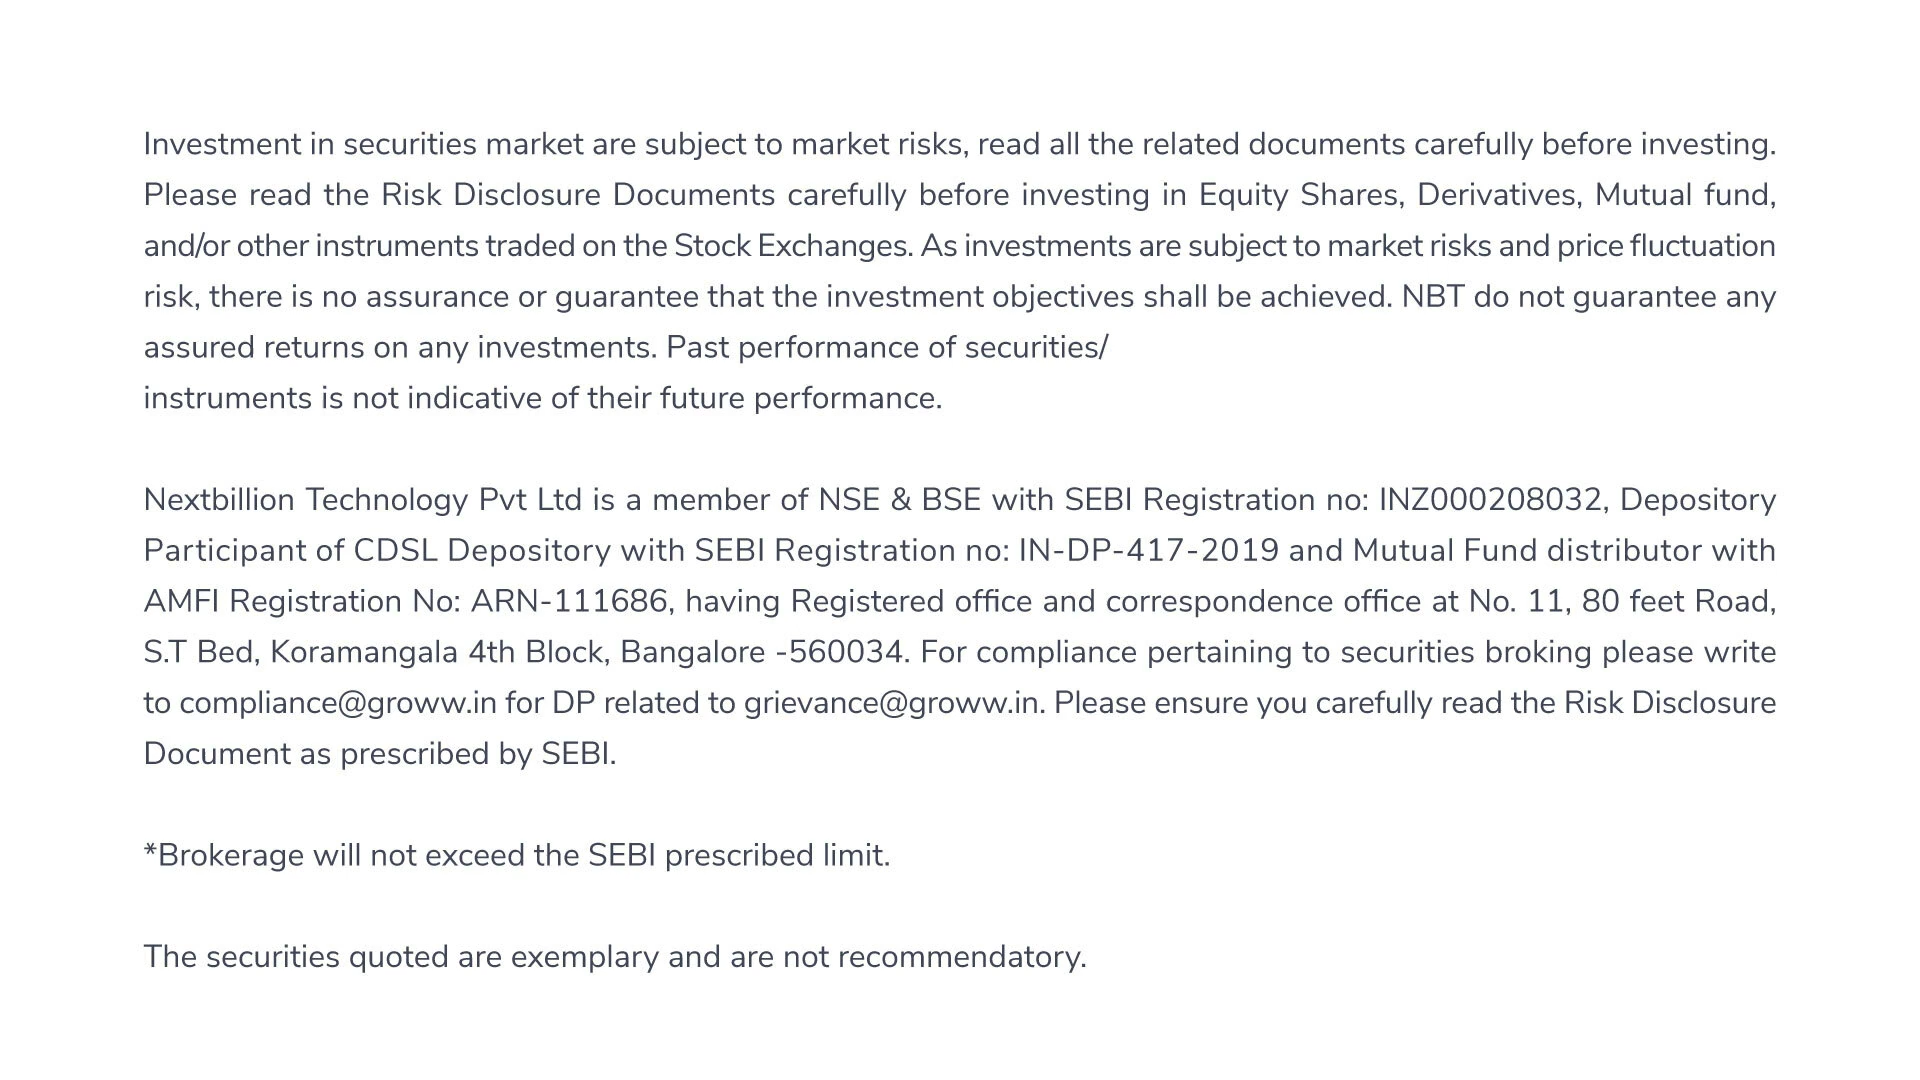 Investment in securities market are subject to market risks, read all the related documents carefully before investing.
Please read the Risk Disclosure Documents carefully before investing in Equity Shares, Derivatives, Mutual fund,
and/or other instruments traded on the Stock Exchanges. As investments are subject to market risks and price fluctuation
risk, there is no assurance or guarantee that the investment objectives shall be achieved. NBT do not guarantee any
assured returns on any investments. Past performance of securities/
instruments is not indicative of their future performance.
Nextbillion Technology Pvt Ltd is a member of NSE & BSE with SEBI Registration no: INZ000208032, Depository
Participant of CDSL Depository with SEBI Registration no: IN-DP-417-2019 and Mutual Fund distributor with
AMFI Registration No: ARN-111686, having Registered office and correspondence office at No. 11, 80 feet Road,
S.T Bed, Koramangala 4th Block, Bangalore -560034. For compliance pertaining to securities broking please write
to compliance@groww.in for DP related to grievance@groww.in. Please ensure you carefully read the Risk Disclosure
Document as prescribed by SEBI.
*Brokerage will not exceed the SEBI prescribed limit.
The securities quoted are exemplary and are not recommendatory.